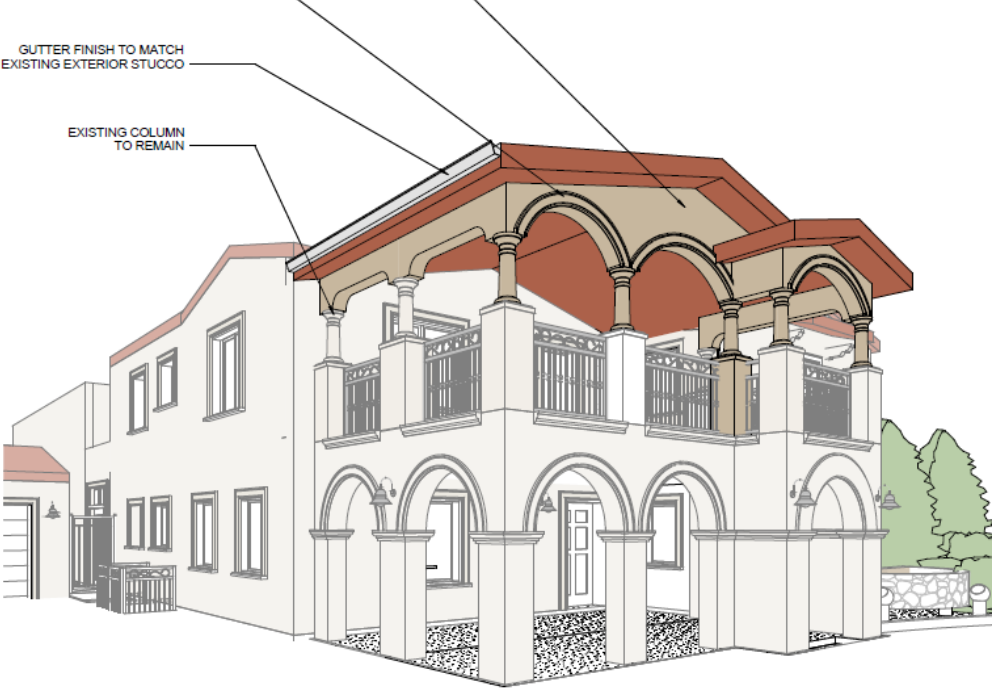 GUTTER FINISH TO MATCH
EXISTING EXTERIOR STUCCO
EXISTING COLUMN
TO REMAIN